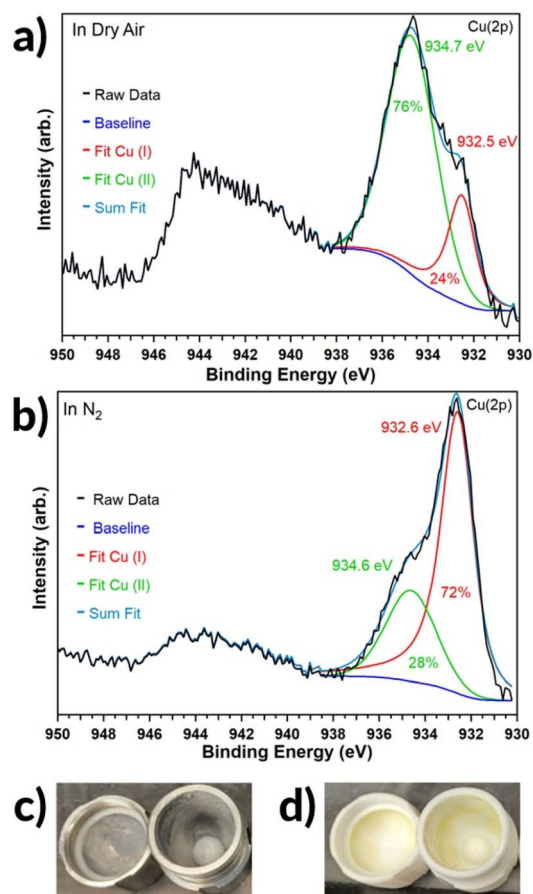 a)
In Dry Air
Cu(2p)
934.7 eV
- Raw Data
- Baseline
- Fit Cu (I)
- Fit Cu (II)
- Sum Fit
76%
932.5 eV
24%
Intensity (arb.)
950 948 946 944 942 940 938 936 934 932 930
Binding Energy (eV)
b)
In N₂
Cu(2p)
932.6 eV
- Raw Data
- Baseline
- Fit Cu (I)
- Fit Cu (II)
- Sum Fit
934.6 eV
72%
28%
Intensity (arb.)
950 948 946 944 942 940 938 936 934 932 930
Binding Energy (eV)
c)
d)